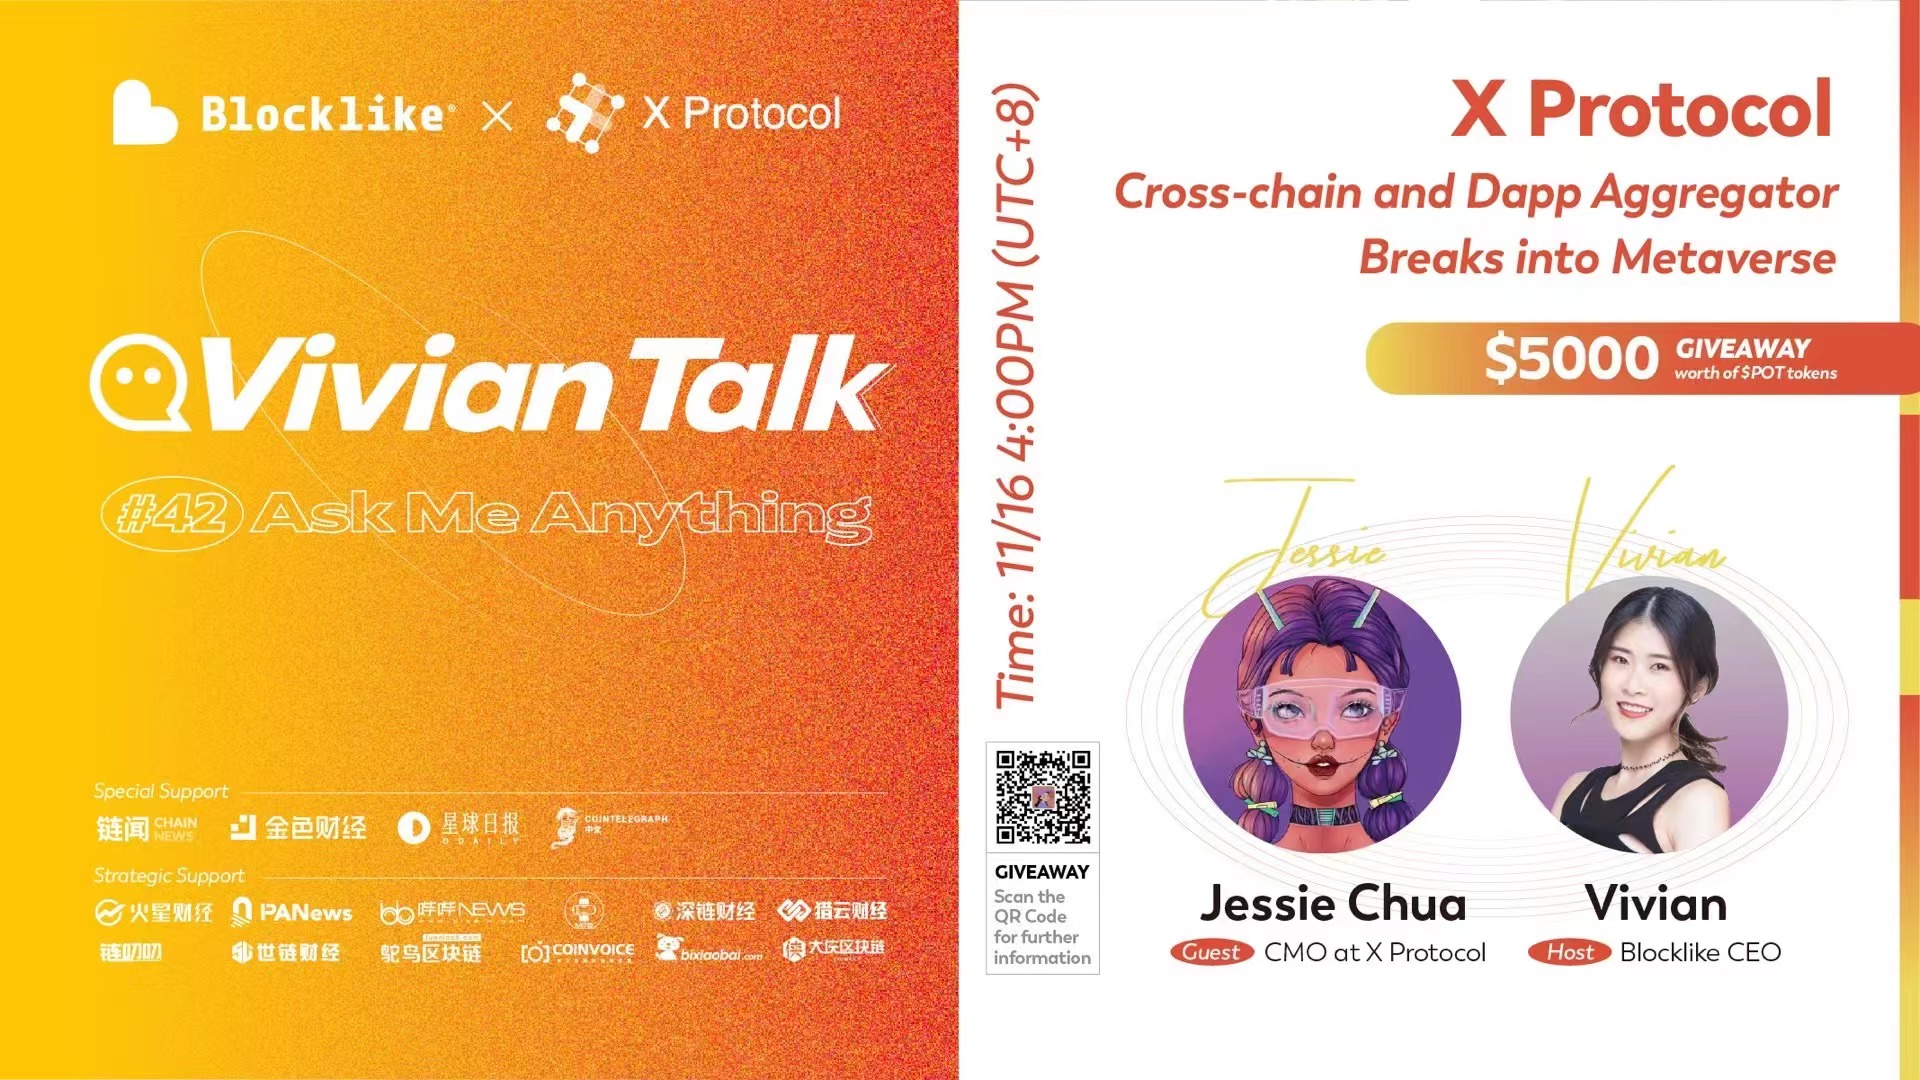 Blocklike® × X Protocol
Vivian Talk
#42 Ask Me Anything
Special Support
链闻 CHAIN NEWS
金色财经
星球日报
ODAILY
COINTELEGRAPH
中文
Strategic Support
火星财经
PANews
哔哔NEWS
深链财经
猎云财经
链叨叨
世链财经
鸵鸟区块链
COINVOICE
bixiaobai.com
大庆区块链
Time: 11/16 4:00PM (UTC+8)
GIVEAWAY
Scan the
QR Code
for further
information
X Protocol
Cross-chain and Dapp Aggregator
Breaks into Metaverse
$5000 GIVEAWAY
worth of $POT tokens
Jessie
Vivian
Jessie Chua
Guest CMO at X Protocol
Vivian
Host Blocklike CEO